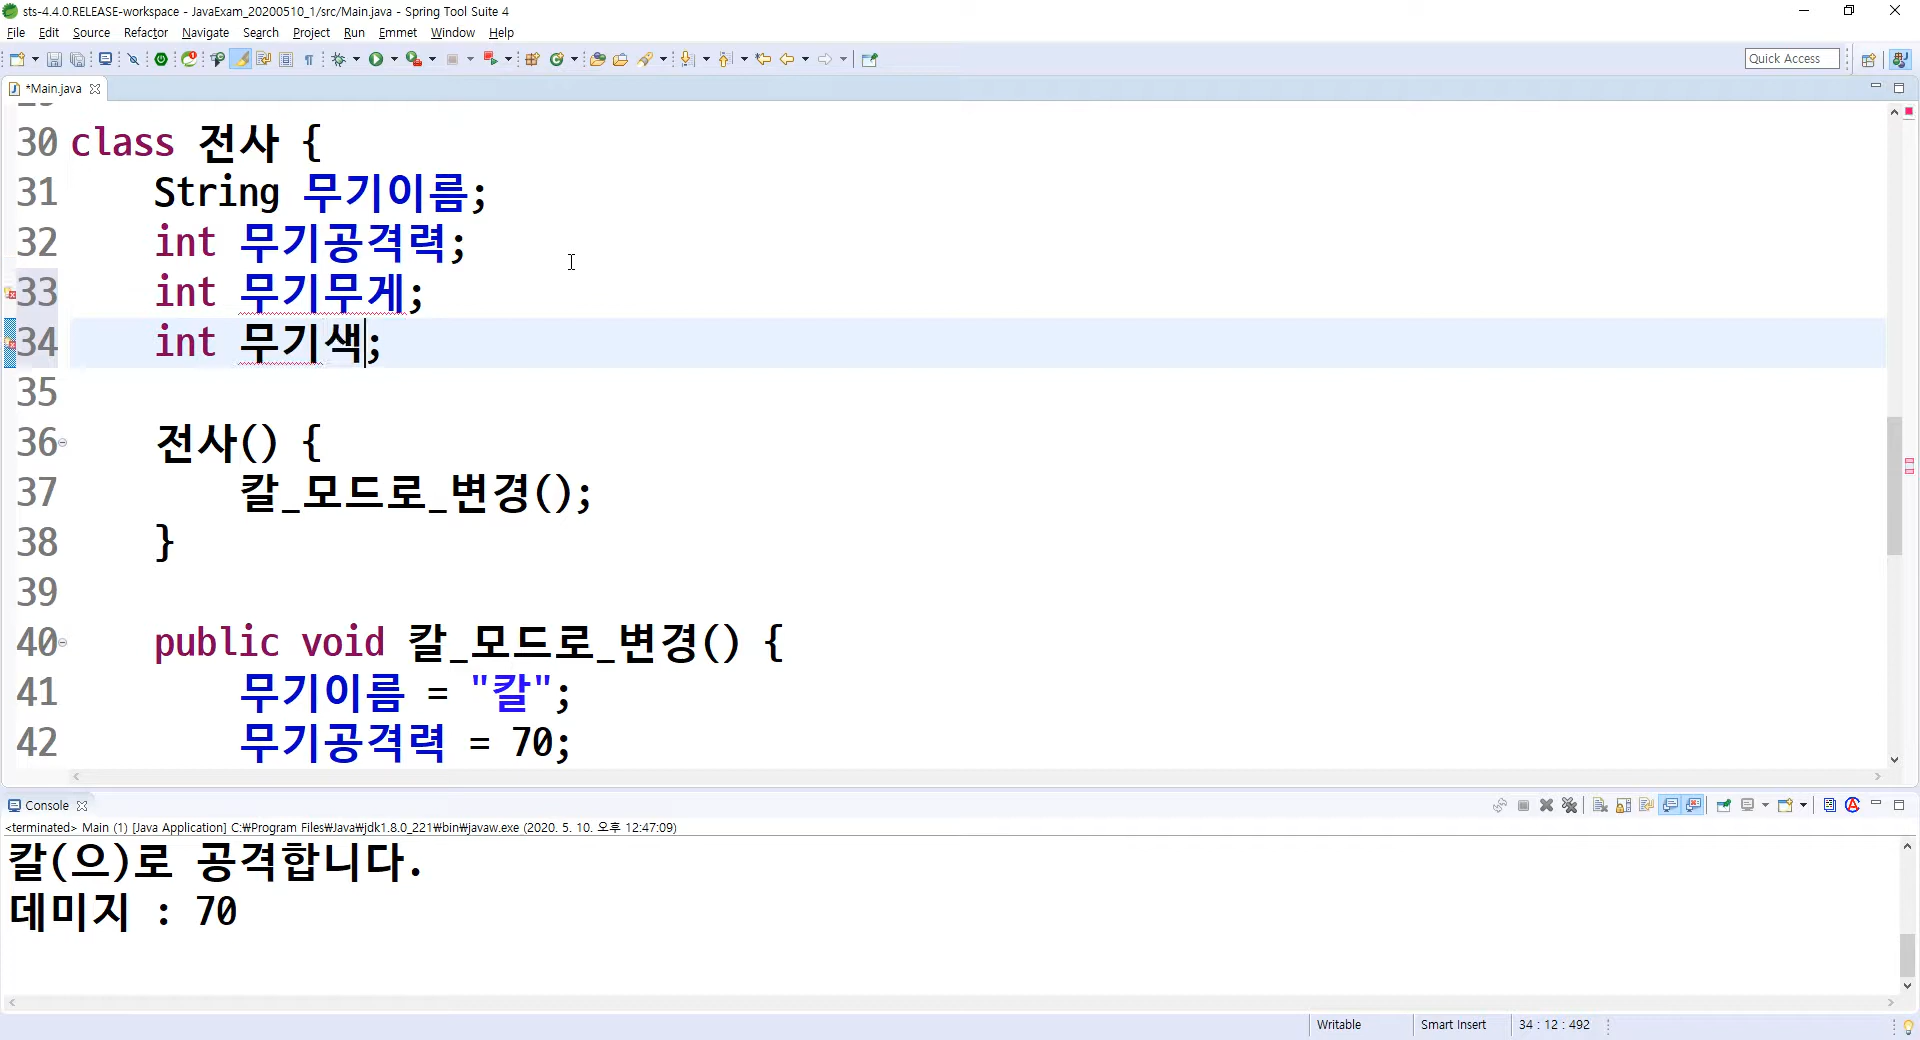 sts-4.4.0.RELEASE-workspace - JavaExam_20200510_1/src/Main.java - Spring Tool Suite 4
File Edit Source Refactor Navigate Search Project Run Emmet Window Help
Quick Access
*Main.java
30 class 전사 {
31 String 무기이름;
32 int 무기공격력;
33 int 무기무게;
34 int 무기색;
35
36 전사() {
37 칼_모드로_변경();
38 }
39
40 public void 칼_모드로_변경() {
41 무기이름 = "칼";
42 무기공격력 = 70;
Console
<terminated> Main (1) [Java Application] C:₩Program Files₩Java₩jdk1.8.0_221₩bin₩javaw.exe (2020. 5. 10. 오후 12:47:09)
칼(으)로 공격합니다.
데미지 : 70
Writable Smart Insert 34 : 12 : 492